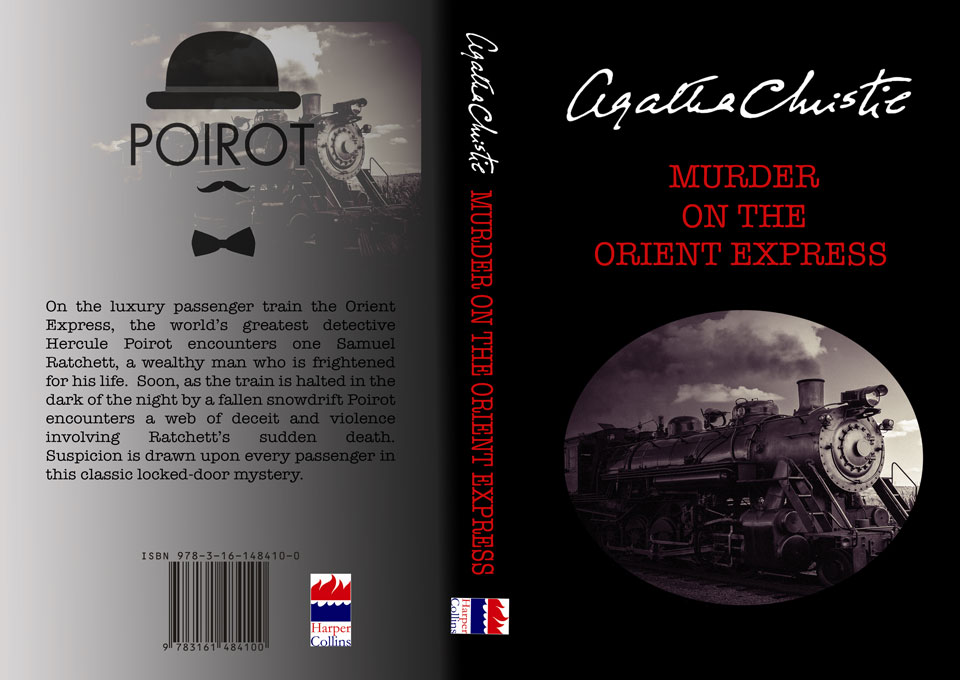 POIROT
On the luxury passenger train the Orient
Express, the world's greatest detective
Hercule Poirot encounters one Samuel
Ratchett, a wealthy man who is frightened
for his life. Soon, as the train is halted in the
dark of the night by a fallen snowdrift Poirot
encounters a web of deceit and violence
involving Ratchett's sudden death.
Suspicion is drawn upon every passenger in
this classic locked-door mystery.
ISBN 978-3-16-148410-0
9 783161 484100
Harper
Collins
Agatha Christie MURDER ON THE ORIENT EXPRESS
Harper
Collins
Agatha Christie
MURDER
ON THE
ORIENT EXPRESS